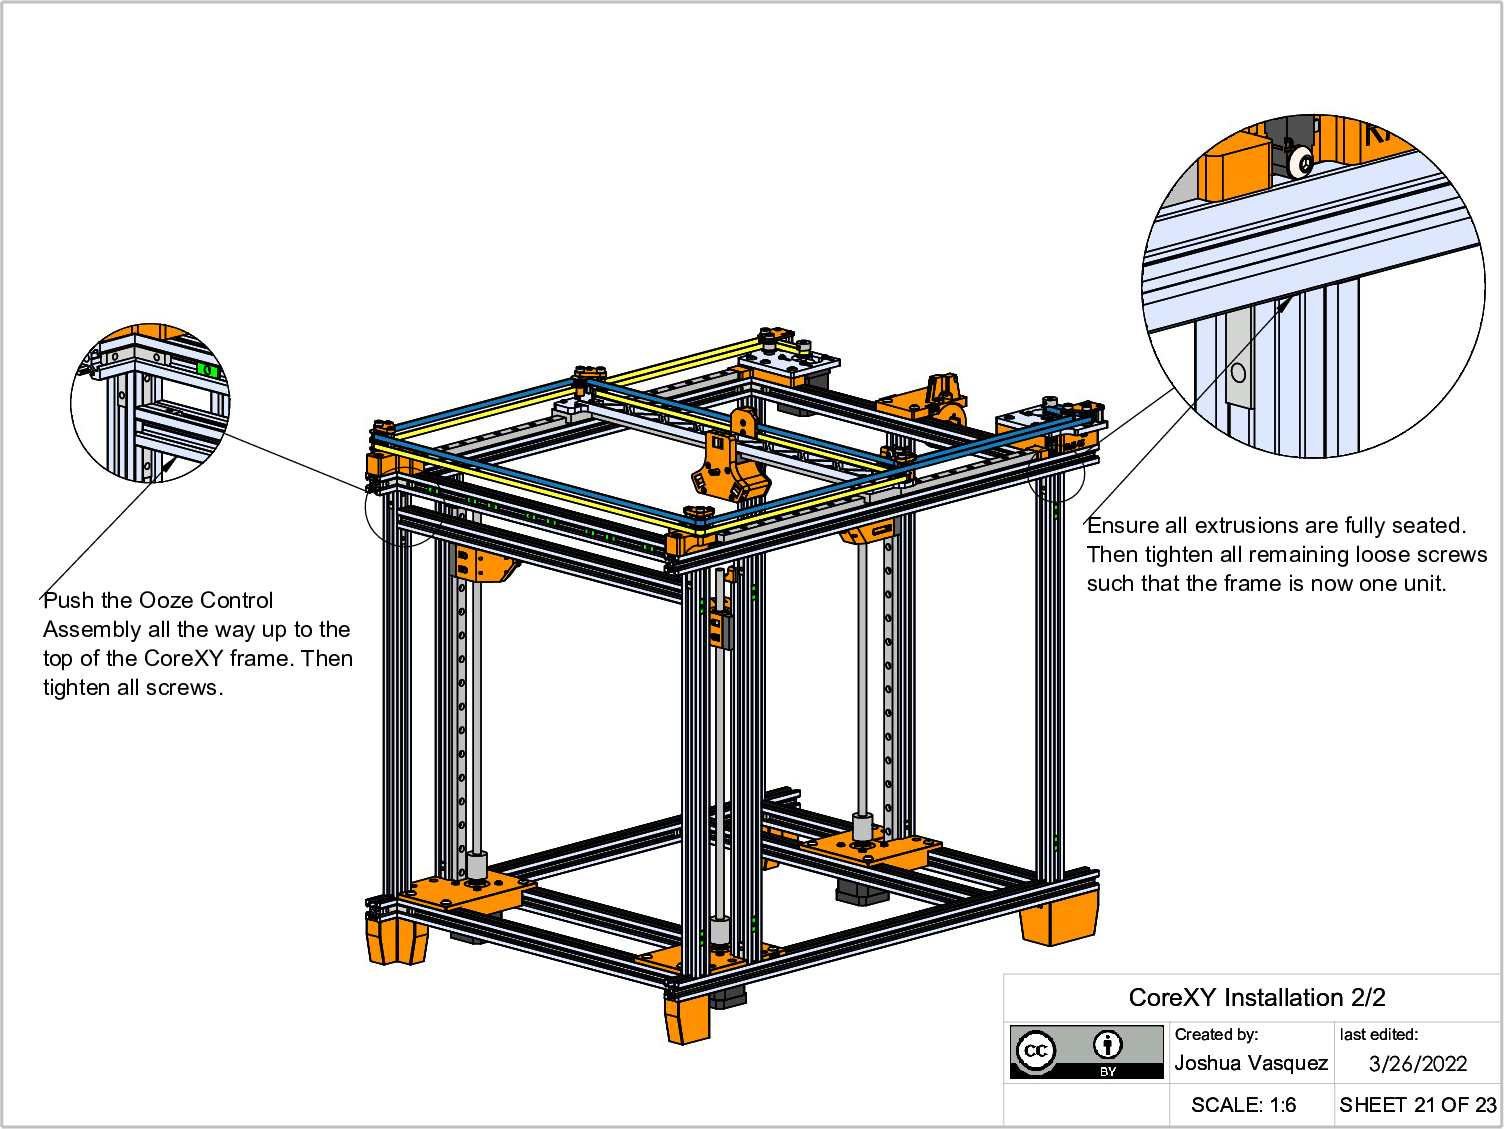 Ensure all extrusions are fully seated.
Then tighten all remaining loose screws
such that the frame is now one unit.
Push the Ooze Control
Assembly all the way up to the
top of the CoreXY frame. Then
tighten all screws.
CoreXY Installation 2/2
cc
BY
Created by:
Joshua Vasquez
last edited:
3/26/2022
SCALE: 1:6
SHEET 21 OF 23